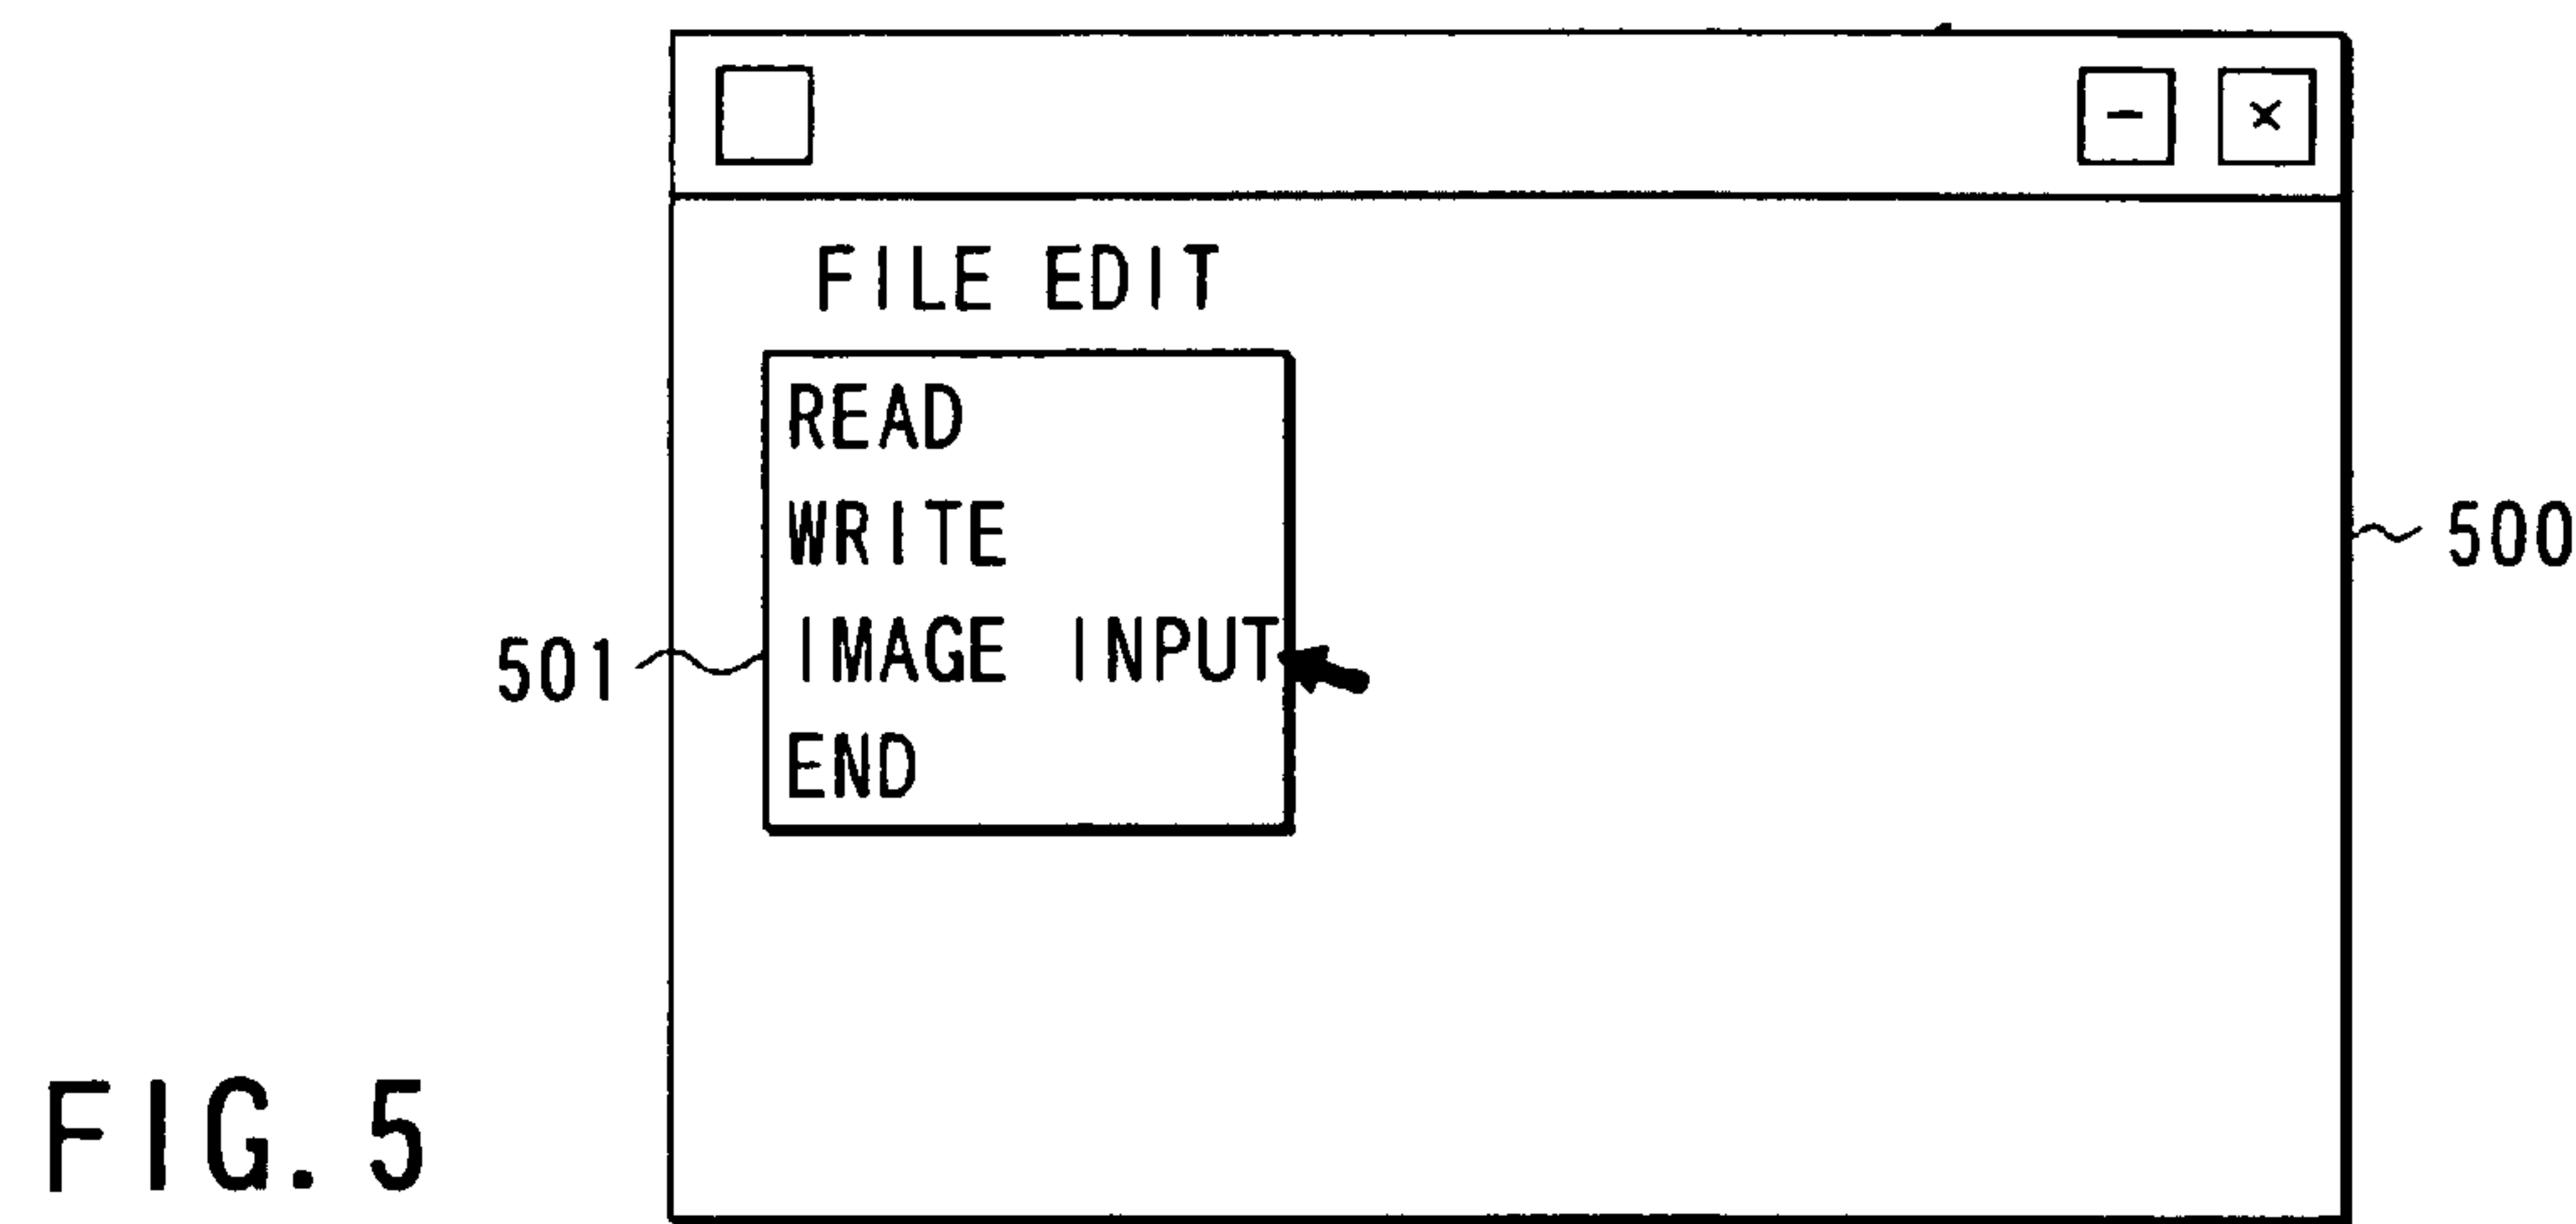 - ×
FILE EDIT
READ
WRITE
500
IMAGE INPUT
501
END
FIG. 5